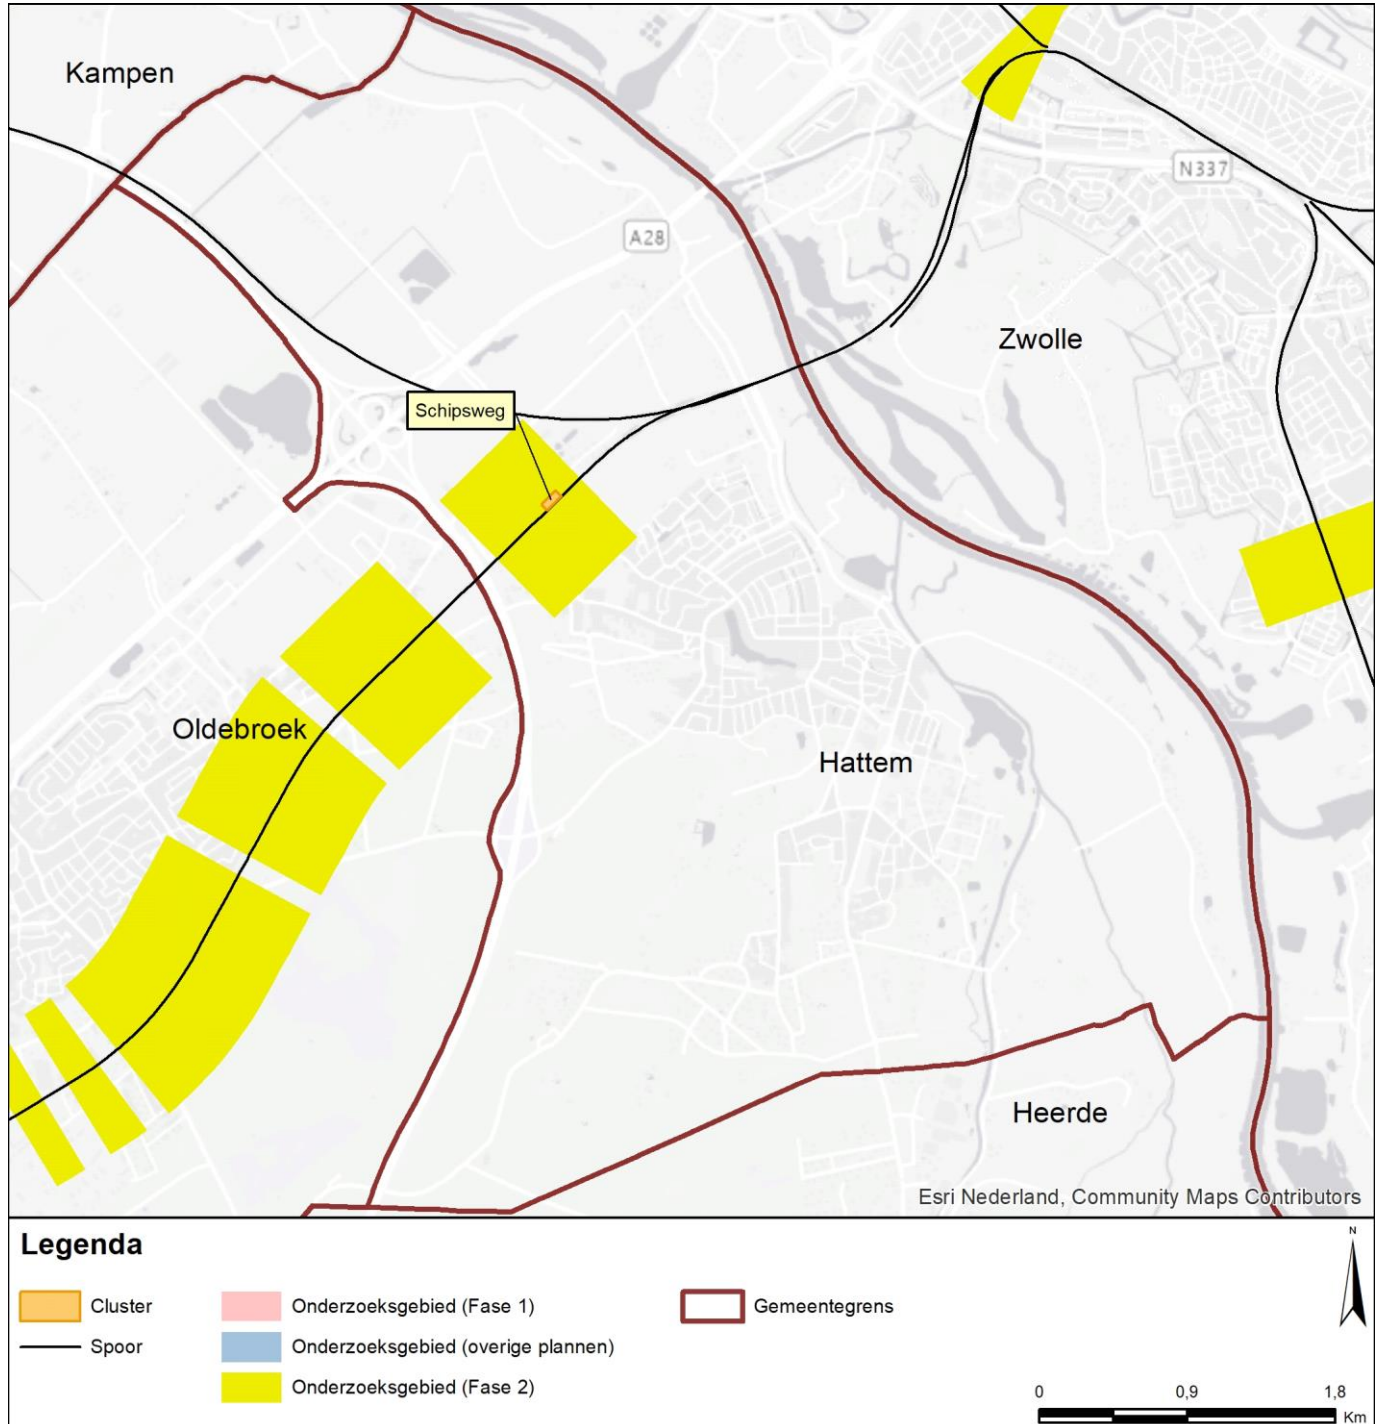 Kampen
N337
A28
Zwolle
Schipsweg
Oldebroek
Hattem
Heerde
Esri Nederland, Community Maps Contributors
Legenda
Cluster
Spoor
Onderzoeksgebied (Fase 1)
Onderzoeksgebied (overige plannen)
Onderzoeksgebied (Fase 2)
Gemeentegrens
N
0 0,9 1,8
Km